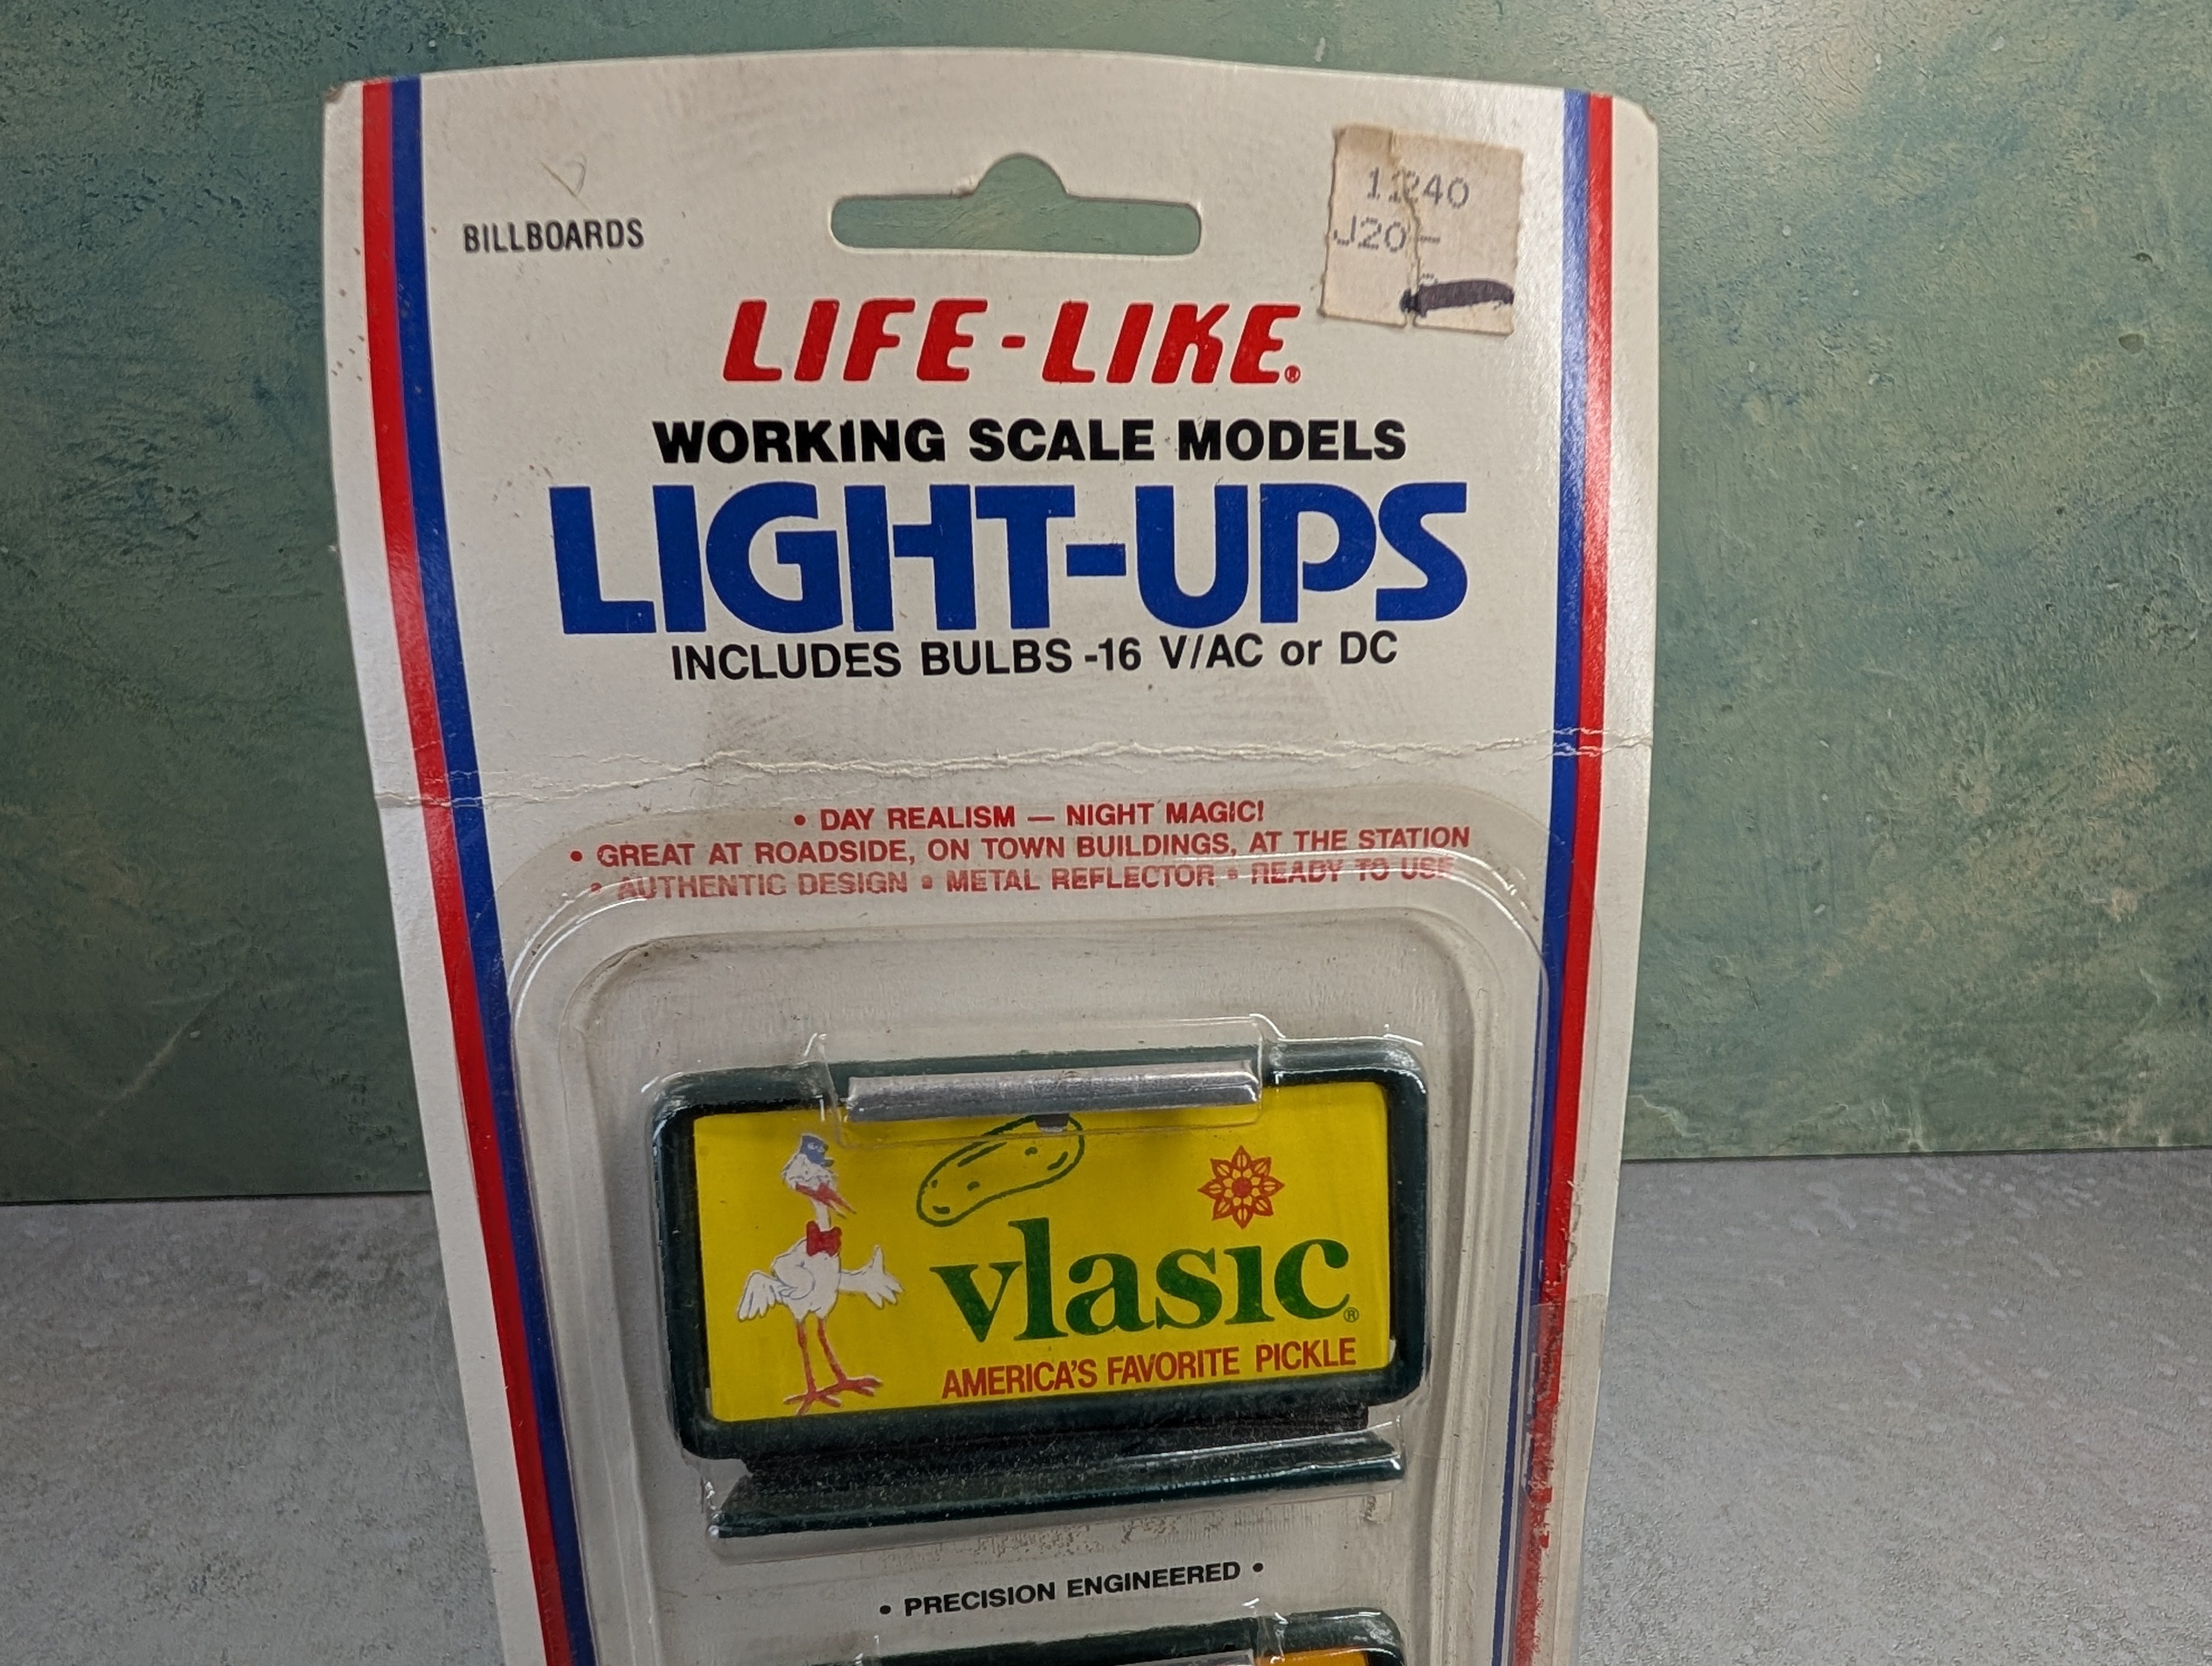 BILLBOARDS
11240
J20-
LIFE-LIKE®
WORKING SCALE MODELS
LIGHT-UPS
INCLUDES BULBS -16 V/AC or DC
• DAY REALISM — NIGHT MAGIC!
• GREAT AT ROADSIDE, ON TOWN BUILDINGS, AT THE STATION
• AUTHENTIC DESIGN • METAL REFLECTOR • READY TO USE
vlasic®
AMERICA'S FAVORITE PICKLE
• PRECISION ENGINEERED •